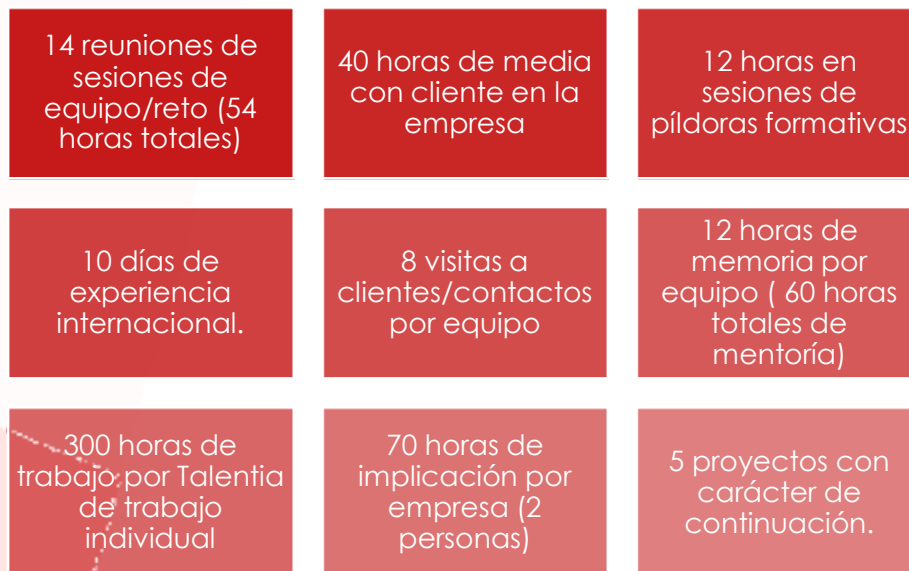 14 reuniones de
sesiones de
equipo/reto (54
horas totales)
40 horas de media
con cliente en la
empresa
12 horas en
sesiones de
píldoras formativas
10 días de
experiencia
internacional.
8 visitas a
clientes/contactos
por equipo
12 horas de
memoria por
equipo ( 60 horas
totales de
mentoría)
300 horas de
trabajo por Talentia
de trabajo
individual
70 horas de
implicación por
empresa (2
personas)
5 proyectos con
carácter de
continuación.